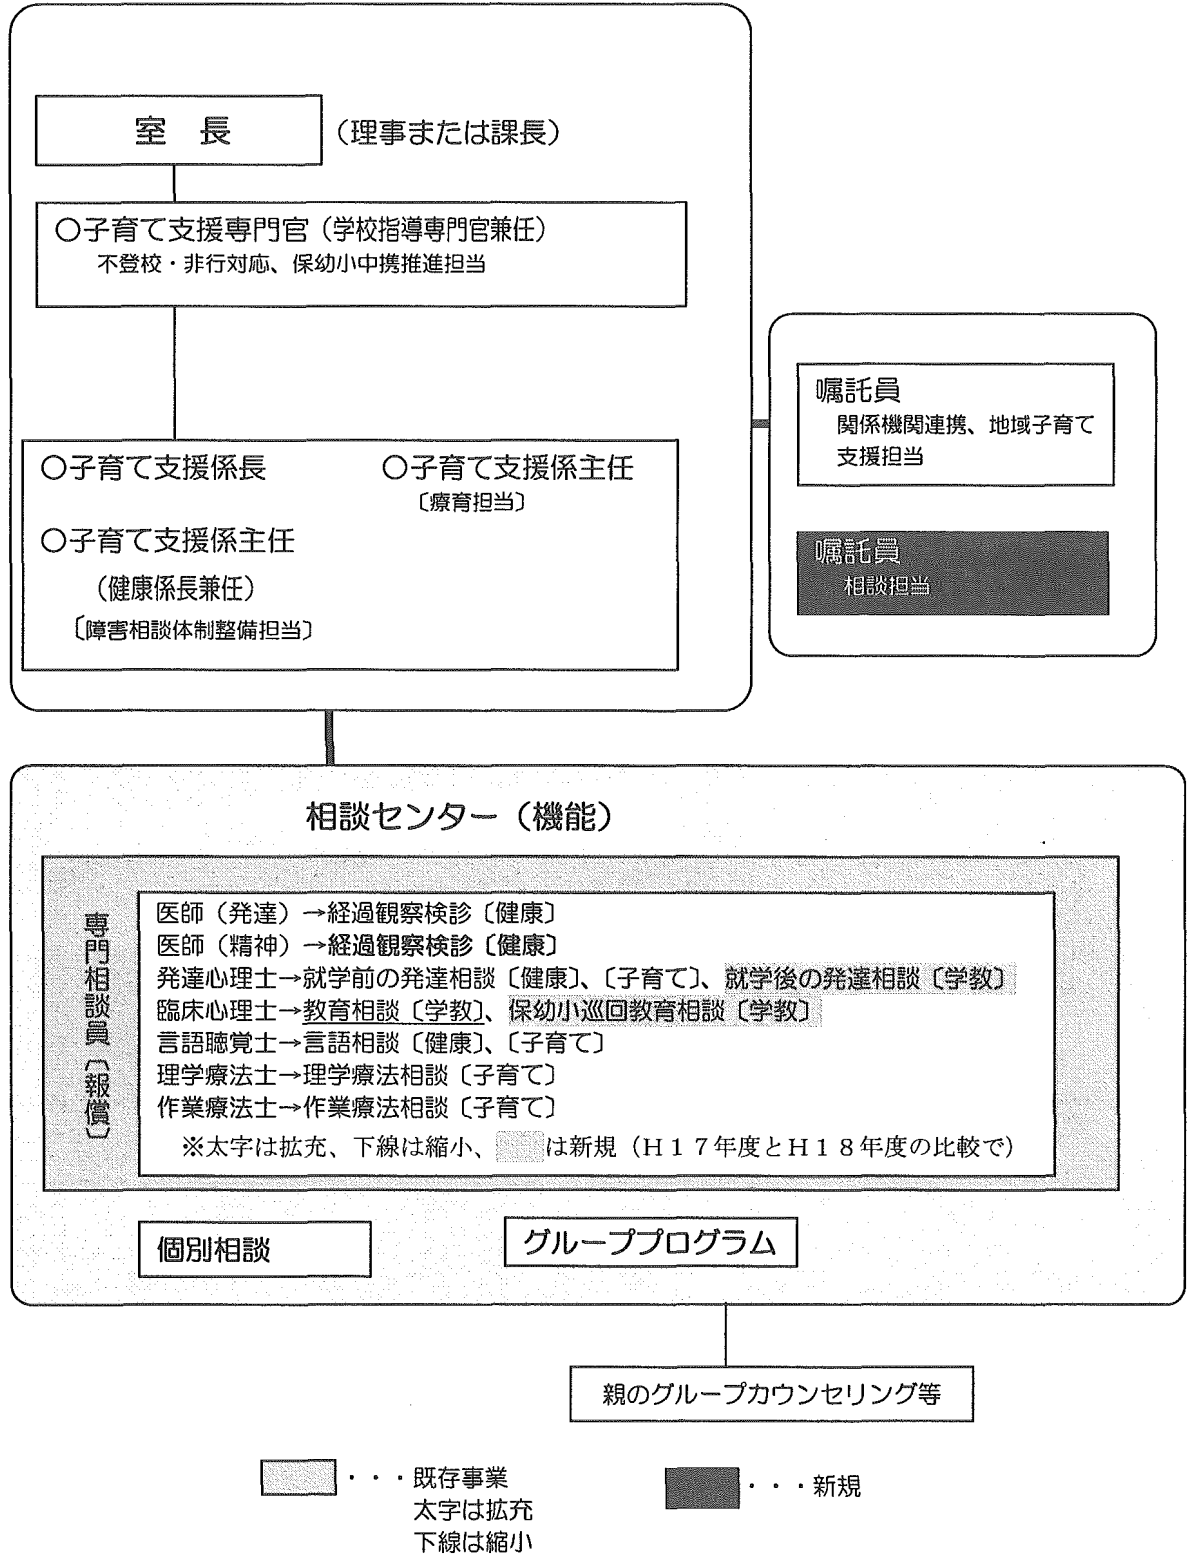 室　長
（理事または課長）
○子育て支援専門官（学校指導専門官兼任）
不登校・非行対応、保幼小中携推進担当
○子育て支援係長
○子育て支援係主任
〔療育担当〕
○子育て支援係主任
（健康係長兼任）
〔障害相談体制整備担当〕
嘱託員
関係機関連携、地域子育て
支援担当
嘱託員
相談担当
相談センター（機能）
専門相談員〔報償〕
医師（発達）→経過観察検診〔健康〕
医師（精神）→経過観察検診〔健康〕
発達心理士→就学前の発達相談〔健康〕、〔子育て〕、就学後の発達相談〔学教〕
臨床心理士→教育相談〔学教〕、保幼小巡回教育相談〔学教〕
言語聴覚士→言語相談〔健康〕、〔子育て〕
理学療法士→理学療法相談〔子育て〕
作業療法士→作業療法相談〔子育て〕
※太字は拡充、下線は縮小、　　は新規（H１７年度とH１８年度の比較で）
個別相談
グループプログラム
親のグループカウンセリング等
・・・既存事業
太字は拡充
下線は縮小
・・・新規